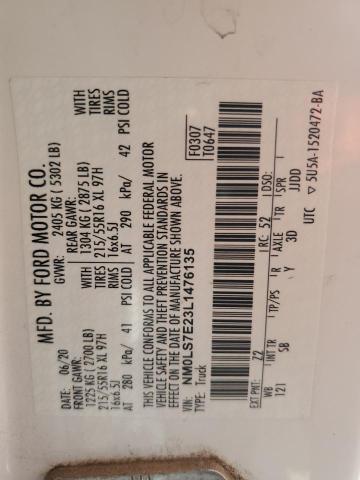 MFD. BY FORD MOTOR CO.
DATE: 06/20 GVWR: 2405 KG ( 5302 LB)
FRONT GAWR: REAR GAWR:
1225 KG ( 2700 LB) WITH 1304 KG ( 2875 LB) WITH
215/55R16 XL 97H TIRES 215/55R16 XL 97H TIRES
16x6.5J RIMS 16x6.5J RIMS
AT 280 kPa/ 41 PSI COLD AT 290 kPa/ 42 PSI COLD
THIS VEHICLE CONFORMS TO ALL APPLICABLE FEDERAL MOTOR
VEHICLE SAFETY AND THEFT PREVENTION STANDARDS IN
EFFECT ON THE DATE OF MANUFACTURE SHOWN ABOVE.
VIN: NM0LS7E23L1476135 F0307
TYPE: Truck T0647
EXT PNT: Z2 RC: 52 DSO:
WB INT TR TP/PS R AXLE TR SPR
121 SB Y 3D JJDD
UTC ▽ 5U5A-1520472-BA